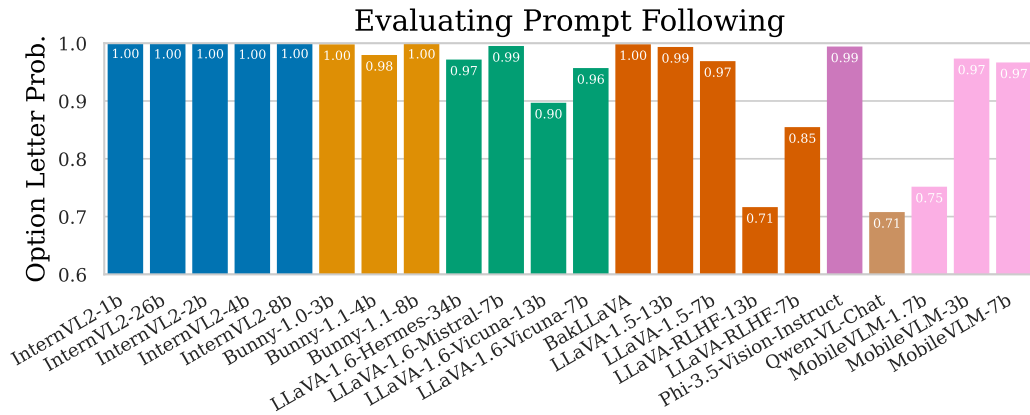 Evaluating Prompt Following
Option Letter Prob.
1.0
0.9
0.8
0.7
0.6
1.00
1.00
1.00
1.00
1.00
1.00
0.98
1.00
0.97
0.99
0.90
0.96
1.00
0.99
0.97
0.71
0.85
0.99
0.71
0.75
0.97
0.97
InternVL2-1b
InternVL2-26b
InternVL2-2b
InternVL2-4b
InternVL2-8b
Bunny-1.0-3b
Bunny-1.1-4b
Bunny-1.1-8b
LLaVA-1.6-Hermes-34b
LLaVA-1.6-Mistral-7b
LLaVA-1.6-Vicuna-13b
LLaVA-1.6-Vicuna-7b
BakLLaVA
LLaVA-1.5-13b
LLaVA-1.5-7b
LLaVA-RLHF-13b
LLaVA-RLHF-7b
Phi-3.5-Vision-Instruct
Qwen-VL-Chat
MobileVLM-1.7b
MobileVLM-3b
MobileVLM-7b